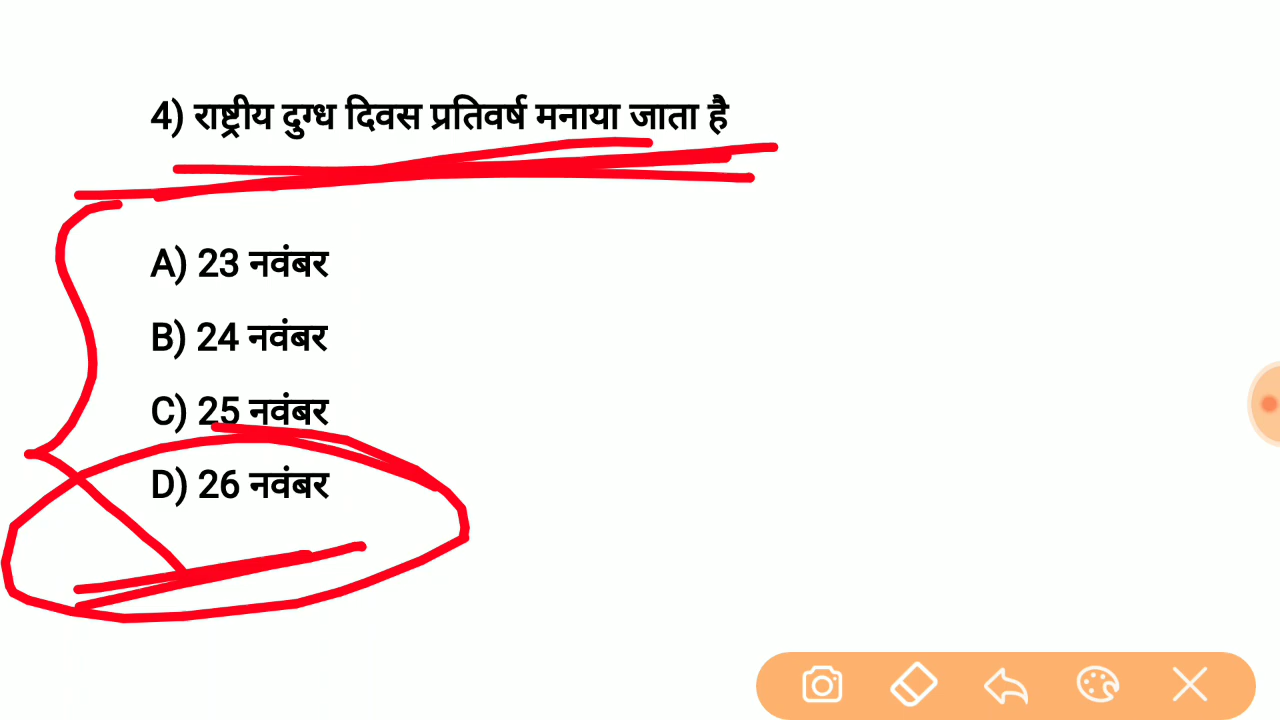 4) राष्ट्रीय दुग्ध दिवस प्रतिवर्ष मनाया जाता है
A) 23 नवंबर
B) 24 नवंबर
C) 25 नवंबर
D) 26 नवंबर